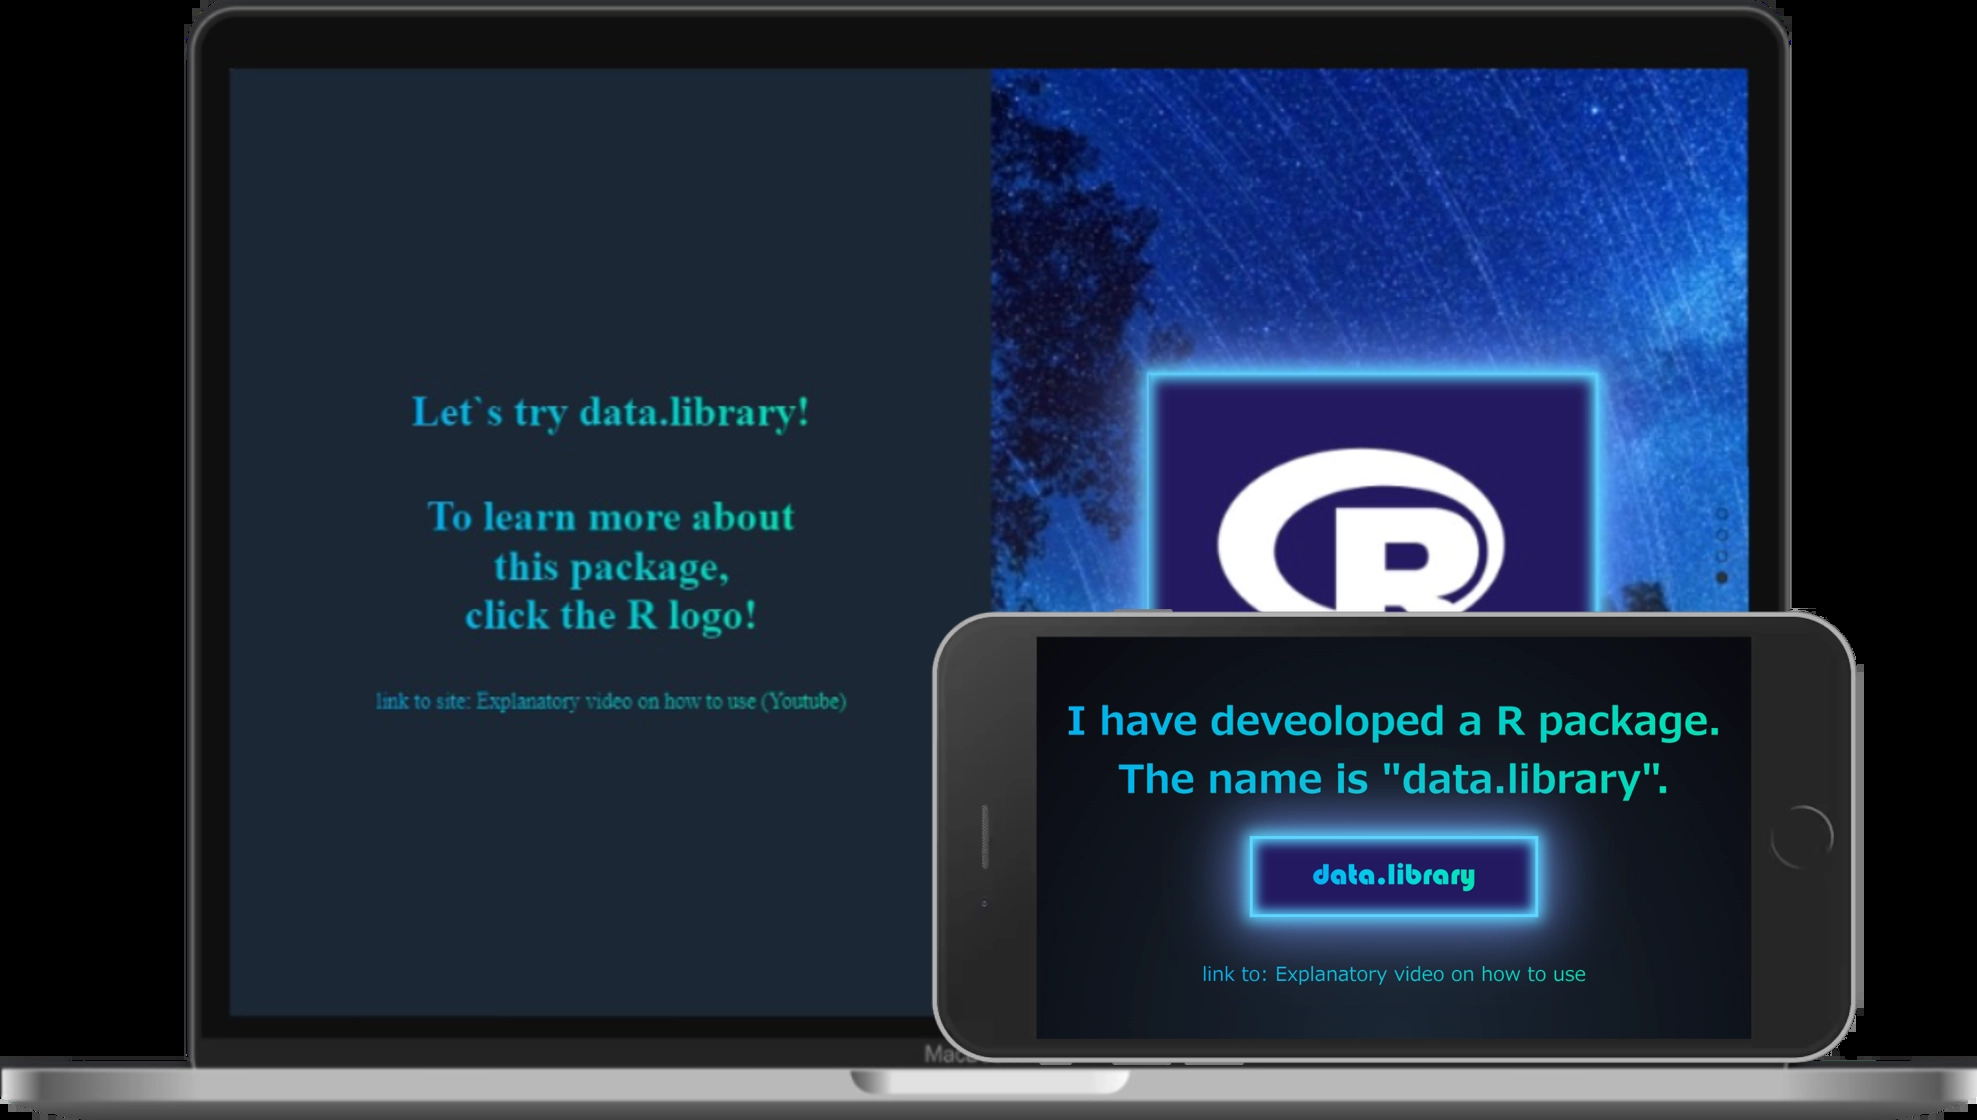 Let`s try data.library!
To learn more about
this package,
click the R logo!
link to site: Explanatory video on how to use (Youtube)
R
I have deveoloped a R package.
The name is "data.library".
data.library
link to: Explanatory video on how to use